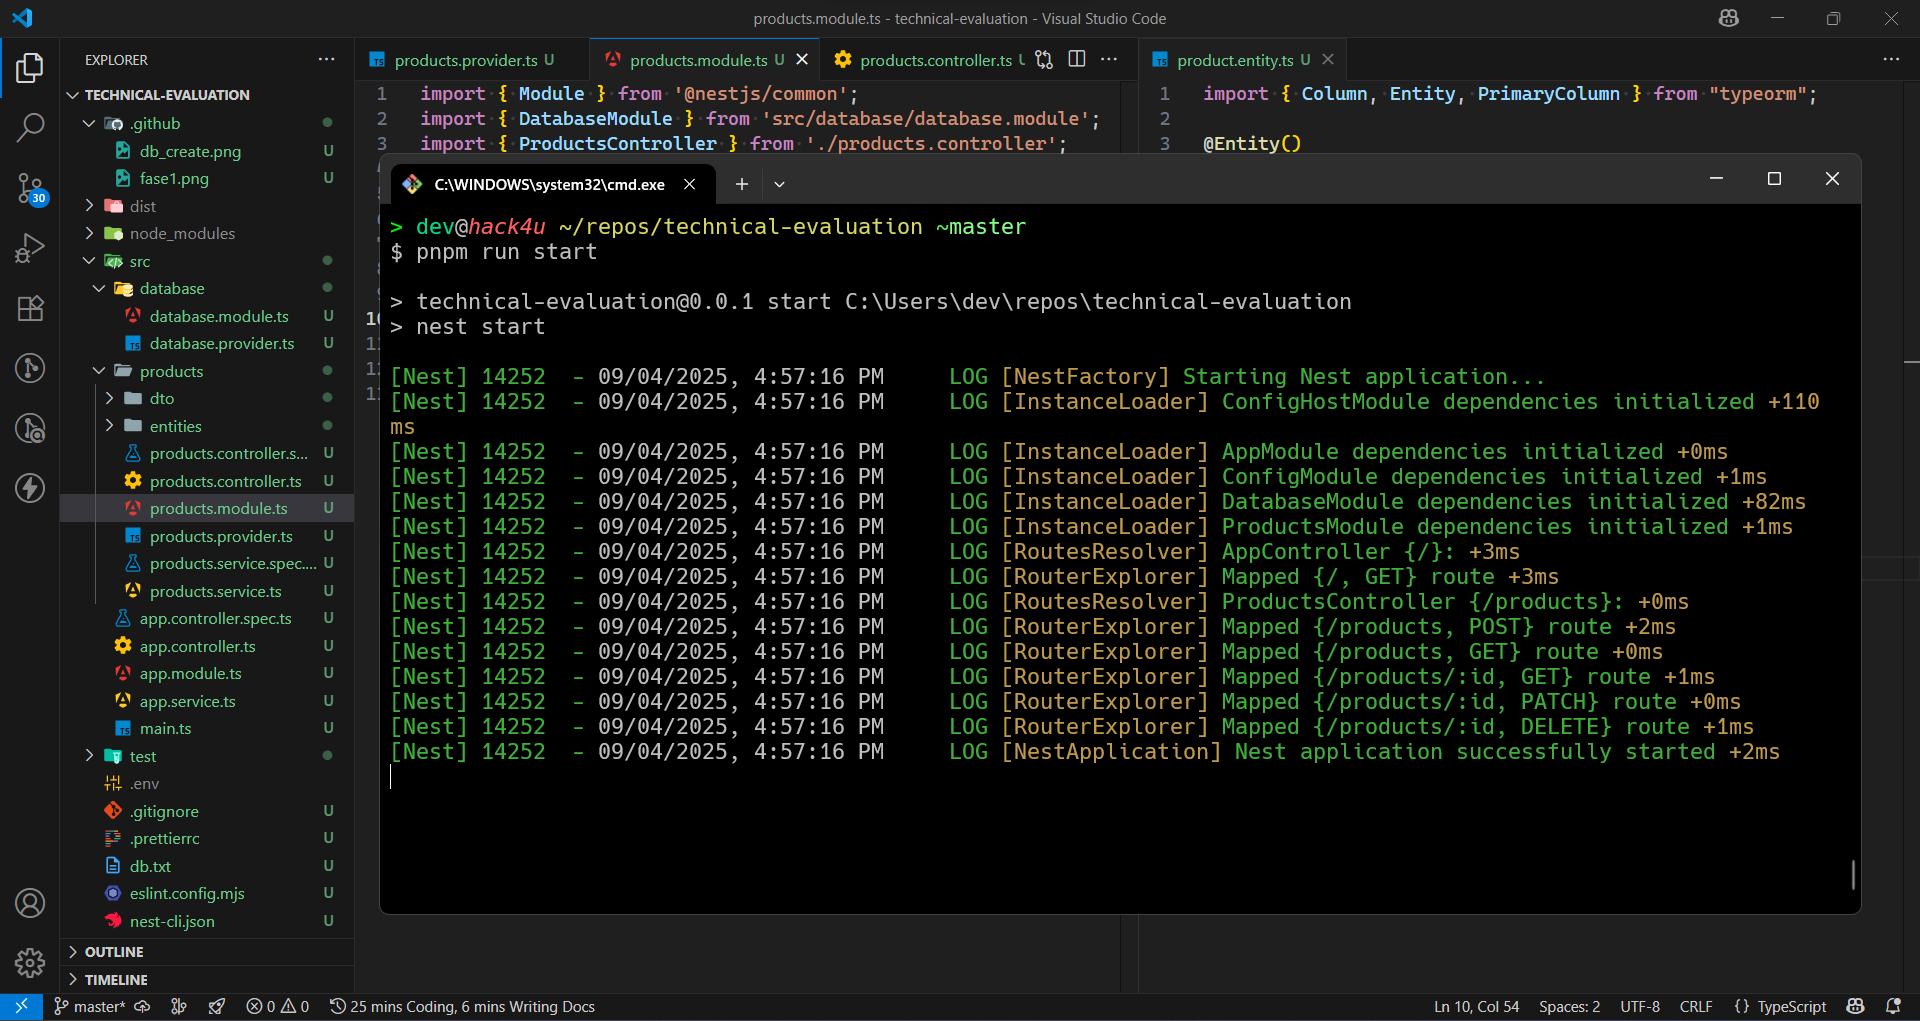 products.module.ts - technical-evaluation - Visual Studio Code
EXPLORER
products.provider.ts U
products.module.ts U
products.controller.ts U
product.entity.ts U
TECHNICAL-EVALUATION
.github
db_create.png U
fase1.png U
dist
node_modules
src
database
database.module.ts U
database.provider.ts U
products
dto
entities
products.controller.s... U
products.controller.ts U
products.module.ts U
products.provider.ts U
products.service.spec.... U
products.service.ts U
app.controller.spec.ts U
app.controller.ts U
app.module.ts U
app.service.ts U
main.ts U
test
.env
.gitignore U
.prettierrc U
db.txt U
eslint.config.mjs U
nest-cli.json U
OUTLINE
TIMELINE
30
1 import { Module } from '@nestjs/common';
2 import { DatabaseModule } from 'src/database/database.module';
3 import { ProductsController } from './products.controller';
1 import { Column, Entity, PrimaryColumn } from "typeorm";
2
3 @Entity()
C:\WINDOWS\system32\cmd.exe
> dev@hack4u ~/repos/technical-evaluation ~master
$ pnpm run start
> technical-evaluation@0.0.1 start C:\Users\dev\repos\technical-evaluation
> nest start
[Nest] 14252 - 09/04/2025, 4:57:16 PM LOG [NestFactory] Starting Nest application...
[Nest] 14252 - 09/04/2025, 4:57:16 PM LOG [InstanceLoader] ConfigHostModule dependencies initialized +110
ms
[Nest] 14252 - 09/04/2025, 4:57:16 PM LOG [InstanceLoader] AppModule dependencies initialized +0ms
[Nest] 14252 - 09/04/2025, 4:57:16 PM LOG [InstanceLoader] ConfigModule dependencies initialized +1ms
[Nest] 14252 - 09/04/2025, 4:57:16 PM LOG [InstanceLoader] DatabaseModule dependencies initialized +82ms
[Nest] 14252 - 09/04/2025, 4:57:16 PM LOG [InstanceLoader] ProductsModule dependencies initialized +1ms
[Nest] 14252 - 09/04/2025, 4:57:16 PM LOG [RoutesResolver] AppController {/}: +3ms
[Nest] 14252 - 09/04/2025, 4:57:16 PM LOG [RouterExplorer] Mapped {/, GET} route +3ms
[Nest] 14252 - 09/04/2025, 4:57:16 PM LOG [RoutesResolver] ProductsController {/products}: +0ms
[Nest] 14252 - 09/04/2025, 4:57:16 PM LOG [RouterExplorer] Mapped {/products, POST} route +2ms
[Nest] 14252 - 09/04/2025, 4:57:16 PM LOG [RouterExplorer] Mapped {/products, GET} route +0ms
[Nest] 14252 - 09/04/2025, 4:57:16 PM LOG [RouterExplorer] Mapped {/products/:id, GET} route +1ms
[Nest] 14252 - 09/04/2025, 4:57:16 PM LOG [RouterExplorer] Mapped {/products/:id, PATCH} route +0ms
[Nest] 14252 - 09/04/2025, 4:57:16 PM LOG [RouterExplorer] Mapped {/products/:id, DELETE} route +1ms
[Nest] 14252 - 09/04/2025, 4:57:16 PM LOG [NestApplication] Nest application successfully started +2ms
master* 0 0 25 mins Coding, 6 mins Writing Docs
Ln 10, Col 54 Spaces: 2 UTF-8 CRLF {} TypeScript